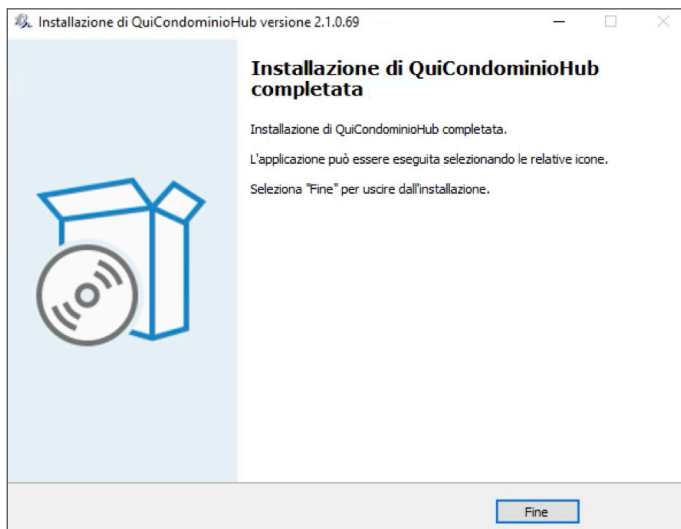 Installazione di QuiCondominioHub versione 2.1.0.69
Installazione di QuiCondominioHub
completata
Installazione di QuiCondominioHub completata.
L'applicazione può essere eseguita selezionando le relative icone.
Seleziona "Fine" per uscire dall'installazione.
Fine